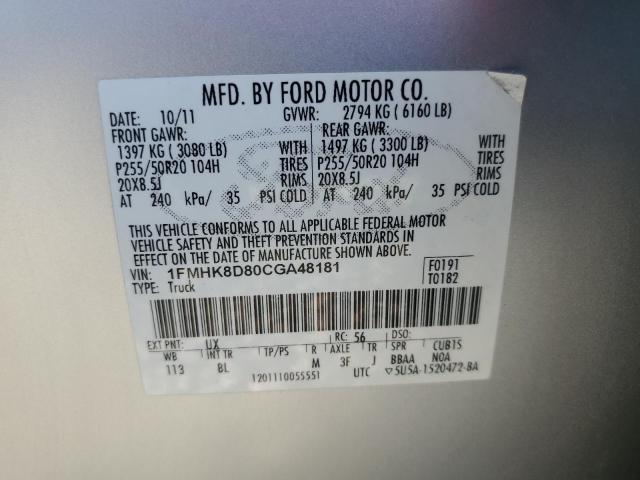 MFD. BY FORD MOTOR CO.
DATE: 10/11 GVWR: 2794 KG ( 6160 LB)
FRONT GAWR: REAR GAWR:
1397 KG ( 3080 LB) WITH 1497 KG ( 3300 LB) WITH
P255/50R20 104H TIRES P255/50R20 104H TIRES
20X8.5J RIMS 20X8.5J RIMS
AT 240 kPa/ 35 PSI COLD AT 240 kPa/ 35 PSI COLD
THIS VEHICLE CONFORMS TO ALL APPLICABLE FEDERAL MOTOR
VEHICLE SAFETY AND THEFT PREVENTION STANDARDS IN
EFFECT ON THE DATE OF MANUFACTURE SHOWN ABOVE.
VIN: 1FMHK8D80CGA48181 F0191
TYPE: Truck T0182
EXT PNT: UX RC: 56 DSO:
WB INT TR TP/PS R AXLE TR SPR CUB1S
113 BL M 3F J BBAA NOA
1201110055551 UTC ▽5U5A-1520472-BA